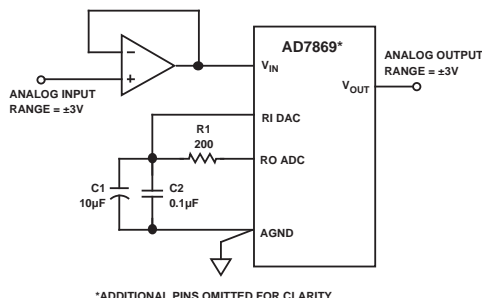 AD7869*
ANALOG INPUT
RANGE = ±3V
–
+
V_IN
ANALOG OUTPUT
RANGE = ±3V
V_OUT
RI DAC
R1
200
RO ADC
C1
10µF
C2
0.1µF
AGND
*ADDITIONAL PINS OMITTED FOR CLARITY